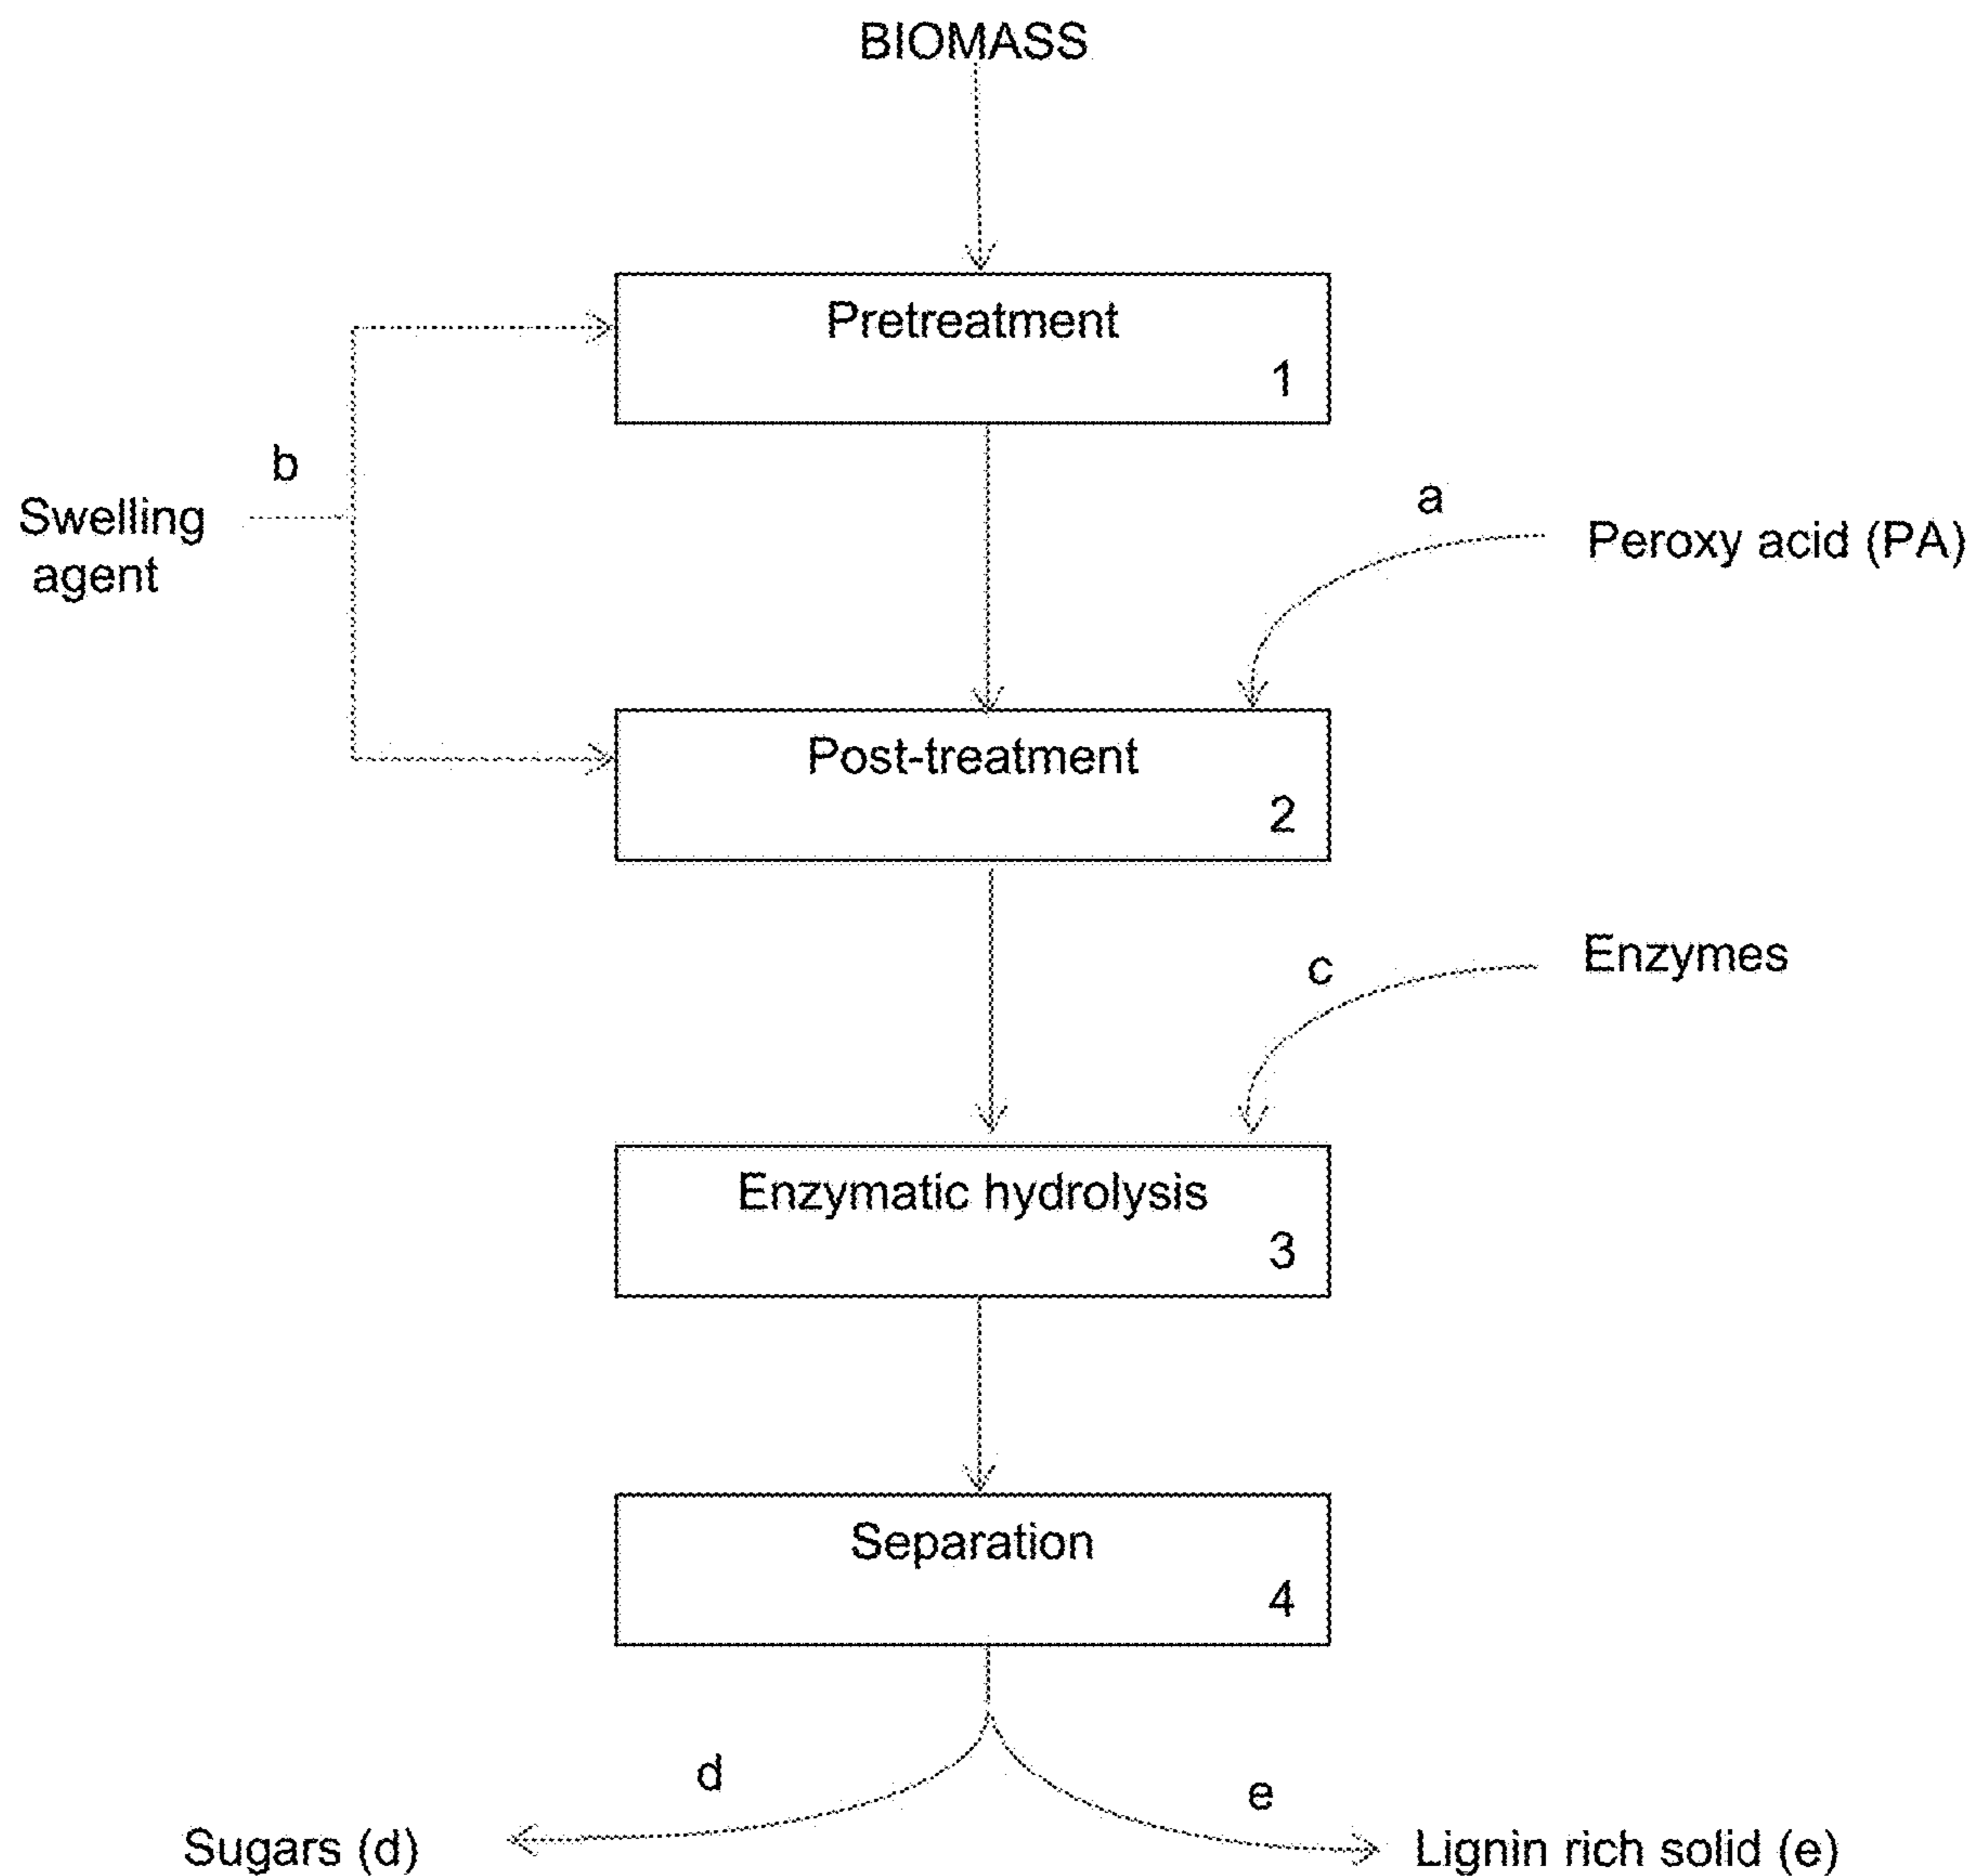 BIOMASS
Pretreatment
1
b
Swelling
agent
a
Peroxy acid (PA)
Post-treatment
2
Enzymes
c
Enzymatic hydrolysis
3
Separation
4
d
e
Sugars (d)
Lignin rich solid (e)